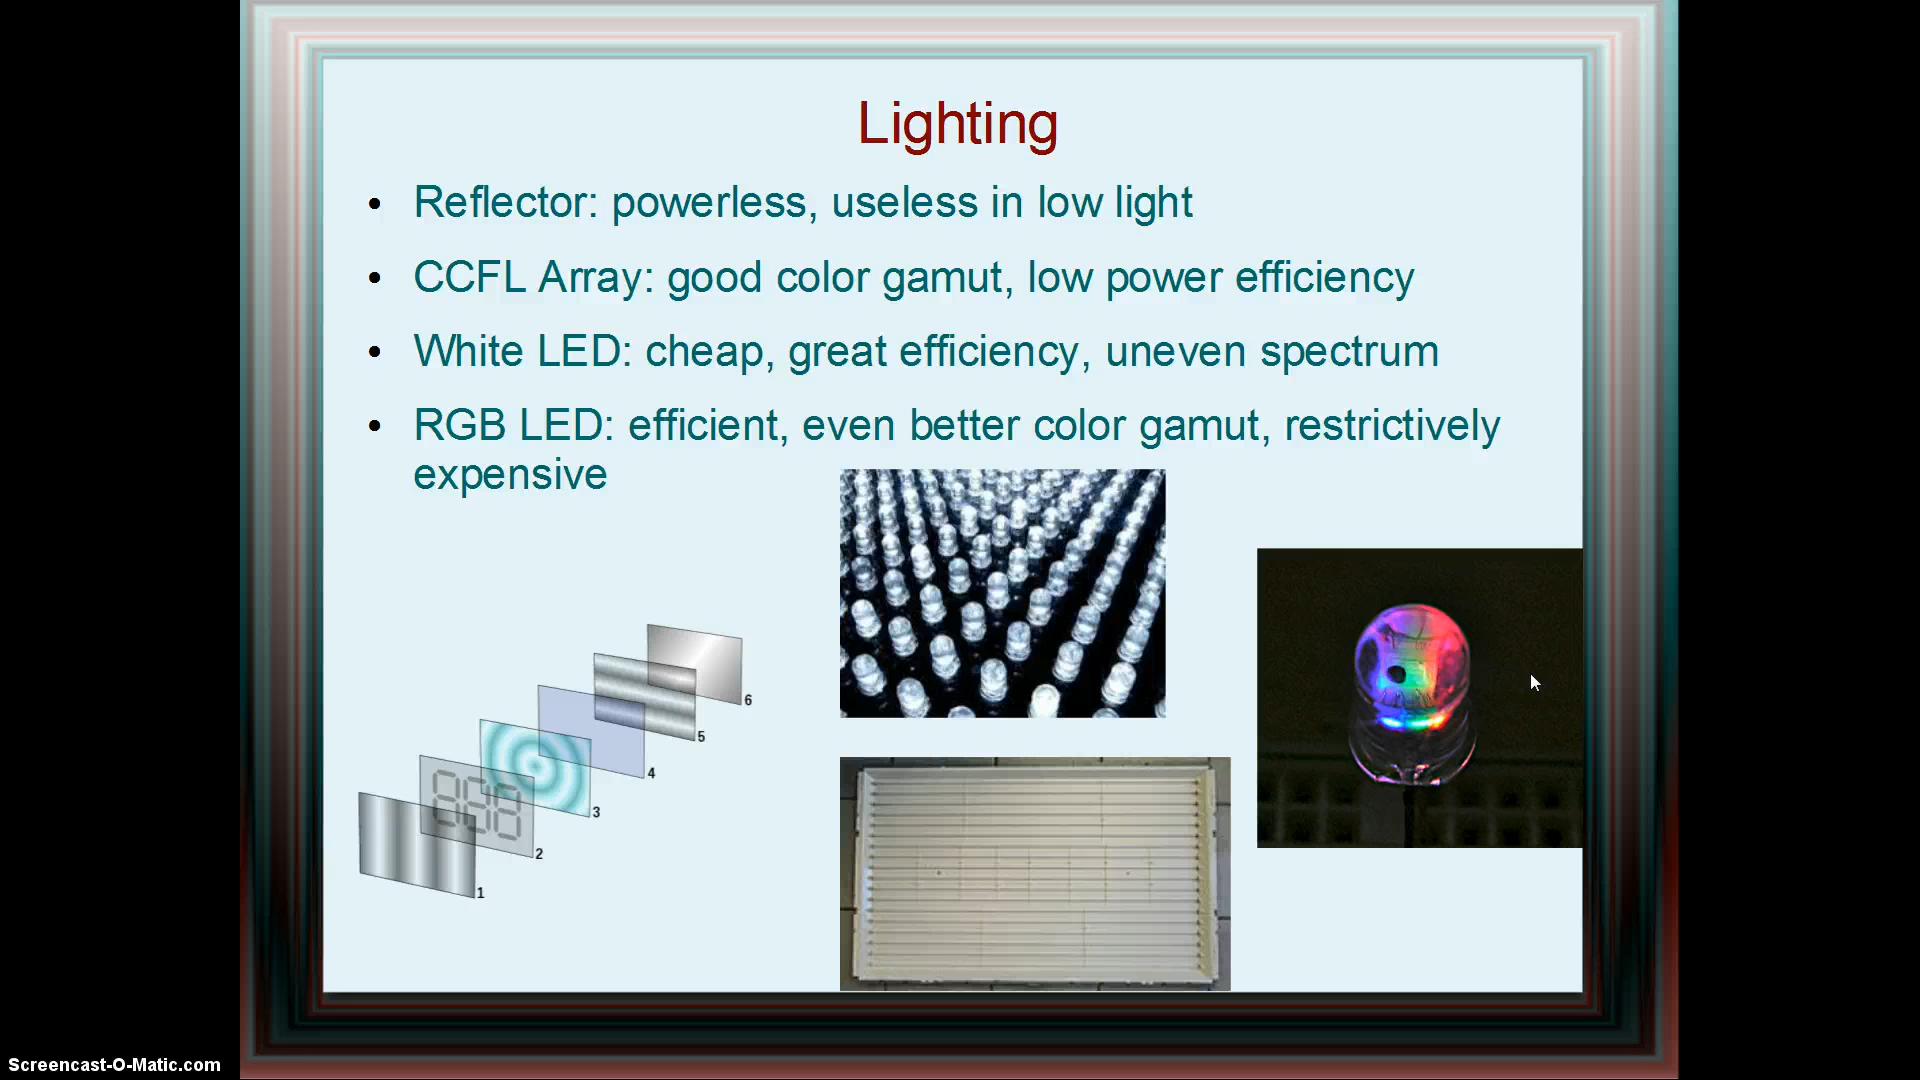 Lighting
• Reflector: powerless, useless in low light
• CCFL Array: good color gamut, low power efficiency
• White LED: cheap, great efficiency, uneven spectrum
• RGB LED: efficient, even better color gamut, restrictively
expensive
6
5
4
3
2
1
888
Screencast-O-Matic.com